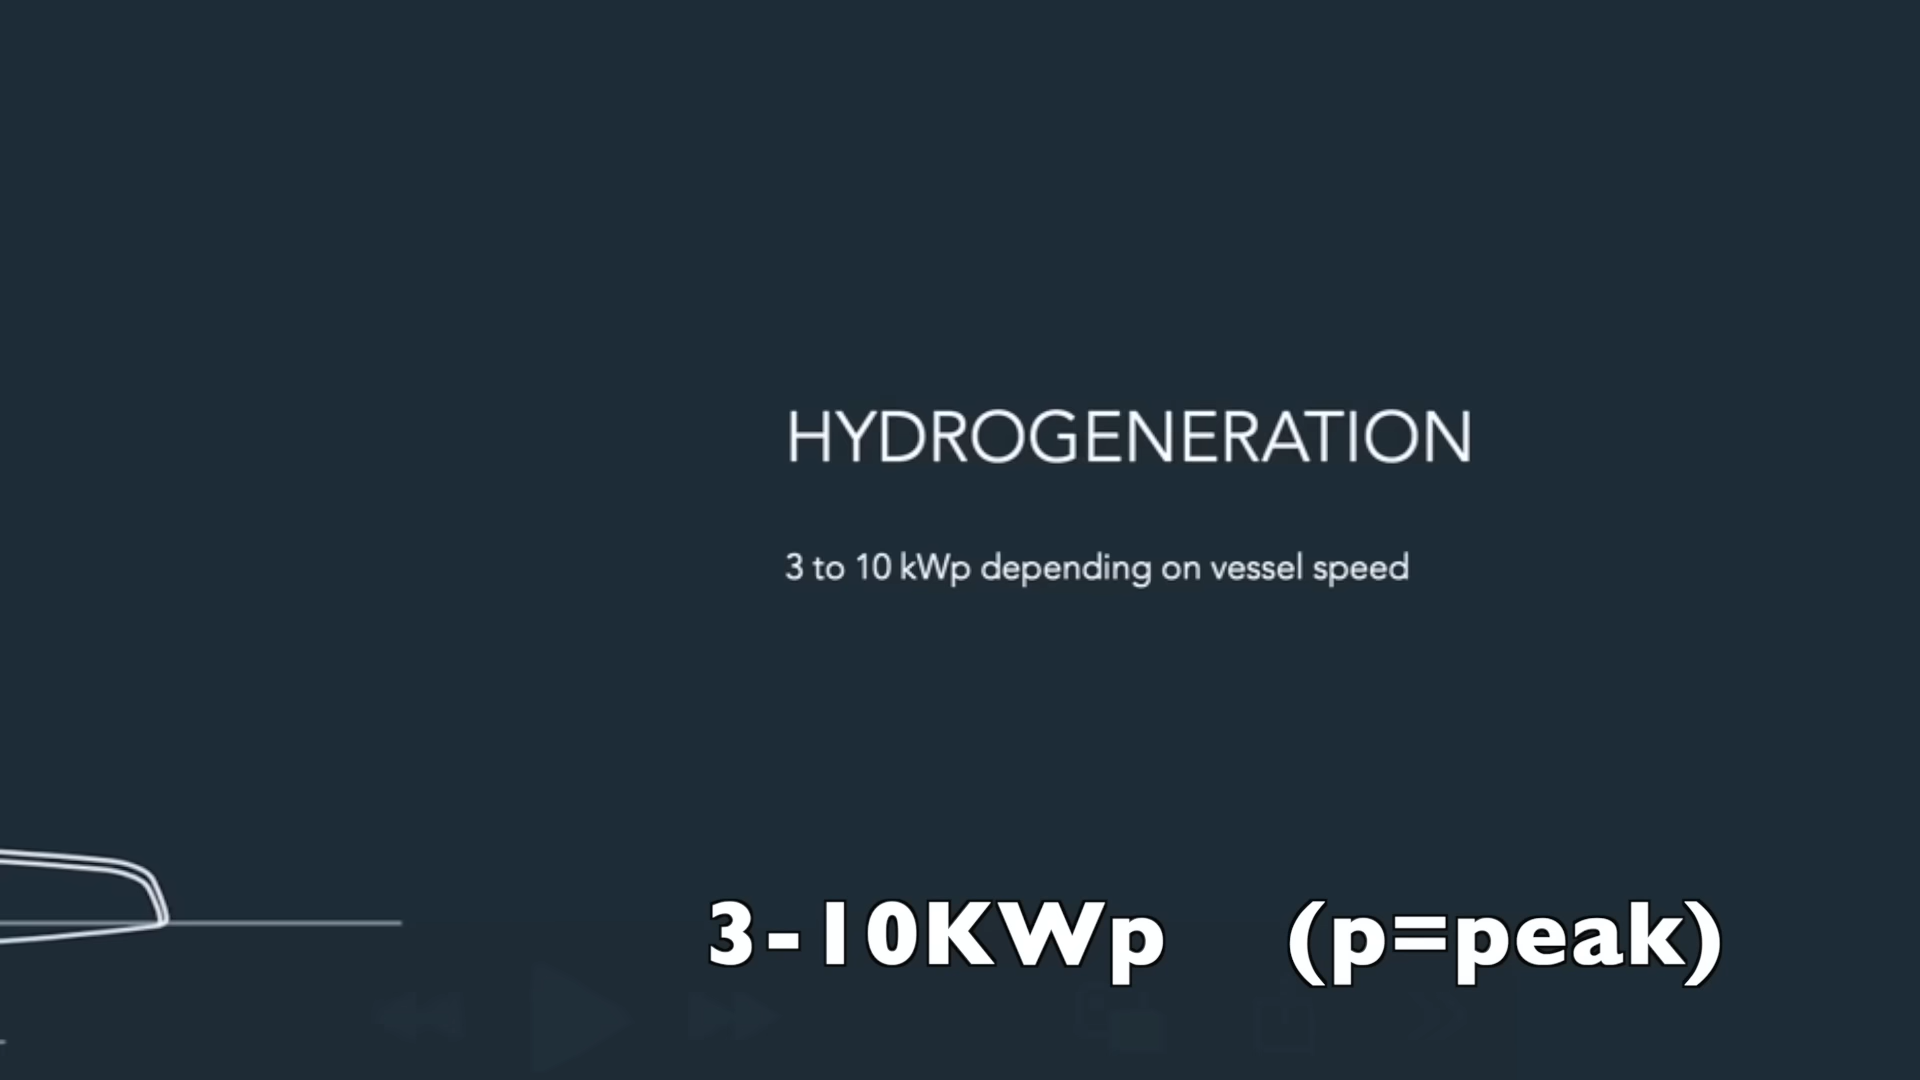 HYDROGENERATION
3 to 10 kWp depending on vessel speed
3-10KWp (p=peak)